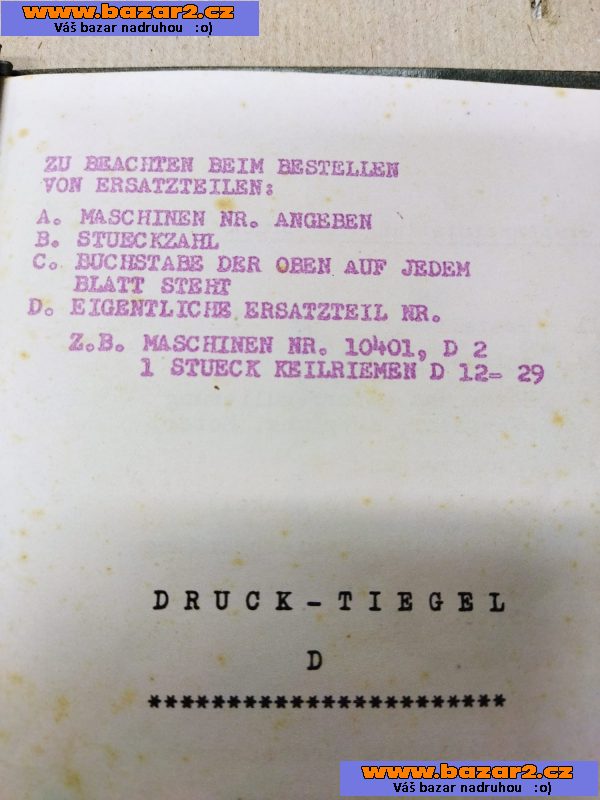 www.bazar2.cz
Váš bazar nadruhou :o)
ZU BEACHTEN BEIM BESTELLEN
VON ERSATZTEILEN:
A. MASCHINEN NR. ANGEBEN
B. STUECKZAHL
C. BUCHSTABE DER OBEN AUF JEDEM
BLATT STEHT
D. EIGENTLICHE ERSATZTEIL NR.
Z.B. MASCHINEN NR. 10401, D 2
1 STUECK KEILRIEMEN D 12- 29
DRUCK-TIEGEL
D
***********************
www.bazar2.cz
Váš bazar nadruhou :o)